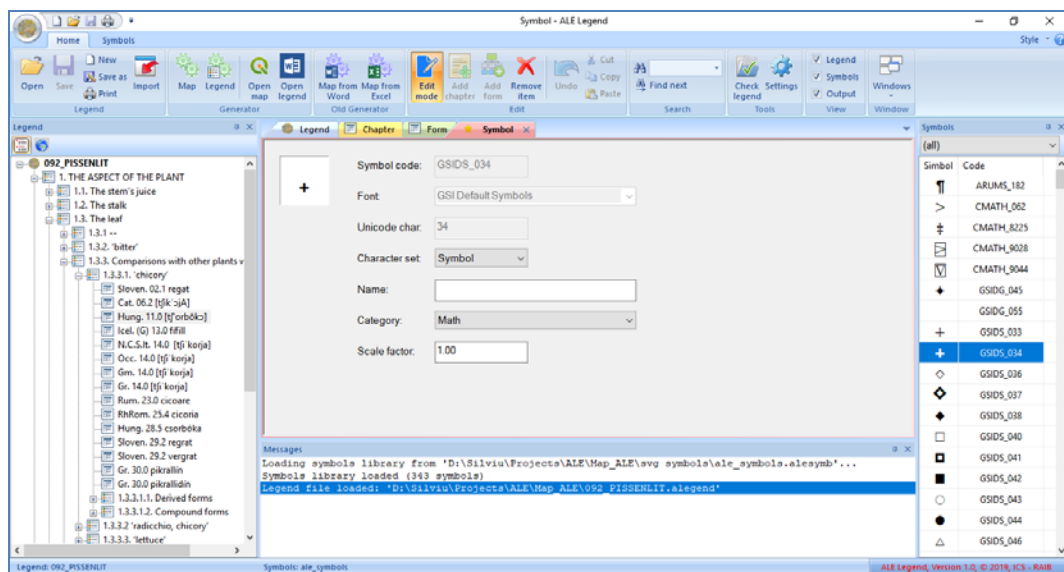 Symbol - ALE Legend
Home Symbols Style
Open Save New Save as Print Import
Legend
Map Legend Open map Open legend
Generator
Map from Word Map from Excel
Old Generator
Edit mode Add chapter Add form Remove item Undo Cut Copy Paste
Edit
Find next
Search
Check legend Settings
Tools
Legend Symbols Output
View
Windows
Window
Legend
092_PISSENLIT
1. THE ASPECT OF THE PLANT
1.1. The stem's juice
1.2. The stalk
1.3. The leaf
1.3.1 --
1.3.2. 'bitter'
1.3.3. Comparisons with other plants v
1.3.3.1. 'chicory'
Sloven. 02.1 regat
Cat. 06.2
Hung. 11.0
Icel. (G) 13.0 fífill
N.C.S.It. 14.0 [tʃi korja]
Occ. 14.0 [tʃi korja]
Gm. 14.0 [tʃi korja]
Gr. 14.0 [tʃi korja]
Rum. 23.0 cicoare
RhRom. 25.4 cicoria
Hung. 28.5 csorbóka
Sloven. 29.2 regrat
Sloven. 29.2 vergrat
Gr. 30.0 pikrallin
Gr. 30.0 pikrallidin
1.3.3.1.1. Derived forms
1.3.3.1.2. Compound forms
1.3.3.2 'radicchio, chicory'
1.3.3.3. 'lettuce'
Legend Chapter Form Symbol
Symbol code: GSIDS_034
Font: GSI Default Symbols
Unicode char: 34
Character set: Symbol
Name:
Category: Math
Scale factor: 1.00
Messages
Loading symbols library from 'D:\Silviu\Projects\ALE\Map_ALE\svg symbols\ale_symbols.alesymb'...
Symbols library loaded (343 symbols)
Legend file loaded: 'D:\Silviu\Projects\ALE\Map_ALE\092_PISSENLIT.alegend'
Symbols
(all)
Simbol Code
¶ ARUMS_182
> CMATH_062
‡ CMATH_8225
CMATH_9028
CMATH_9044
GSIDG_045
GSIDG_055
GSIDS_033
GSIDS_034
GSIDS_036
GSIDS_037
GSIDS_038
GSIDS_040
GSIDS_041
GSIDS_042
GSIDS_043
GSIDS_044
GSIDS_046
Legend: 092_PISSENLIT Symbols: ale_symbols ALE Legend, Version 1.0, © 2019, ICS - RAIB